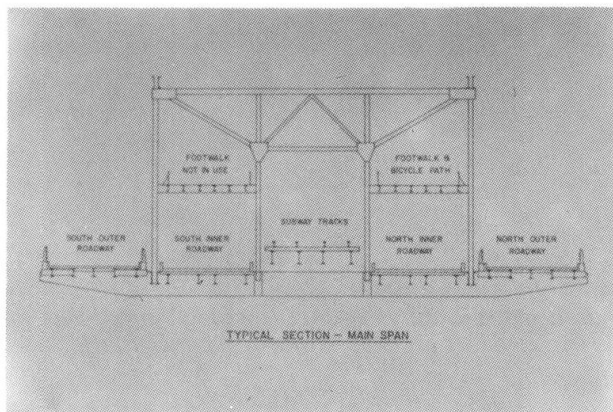 FOOTWALK
NOT IN USE
FOOTWALK &
BICYCLE PATH
SUBWAY TRACKS
SOUTH OUTER
ROADWAY
SOUTH INNER
ROADWAY
NORTH INNER
ROADWAY
NORTH OUTER
ROADWAY
TYPICAL SECTION - MAIN SPAN